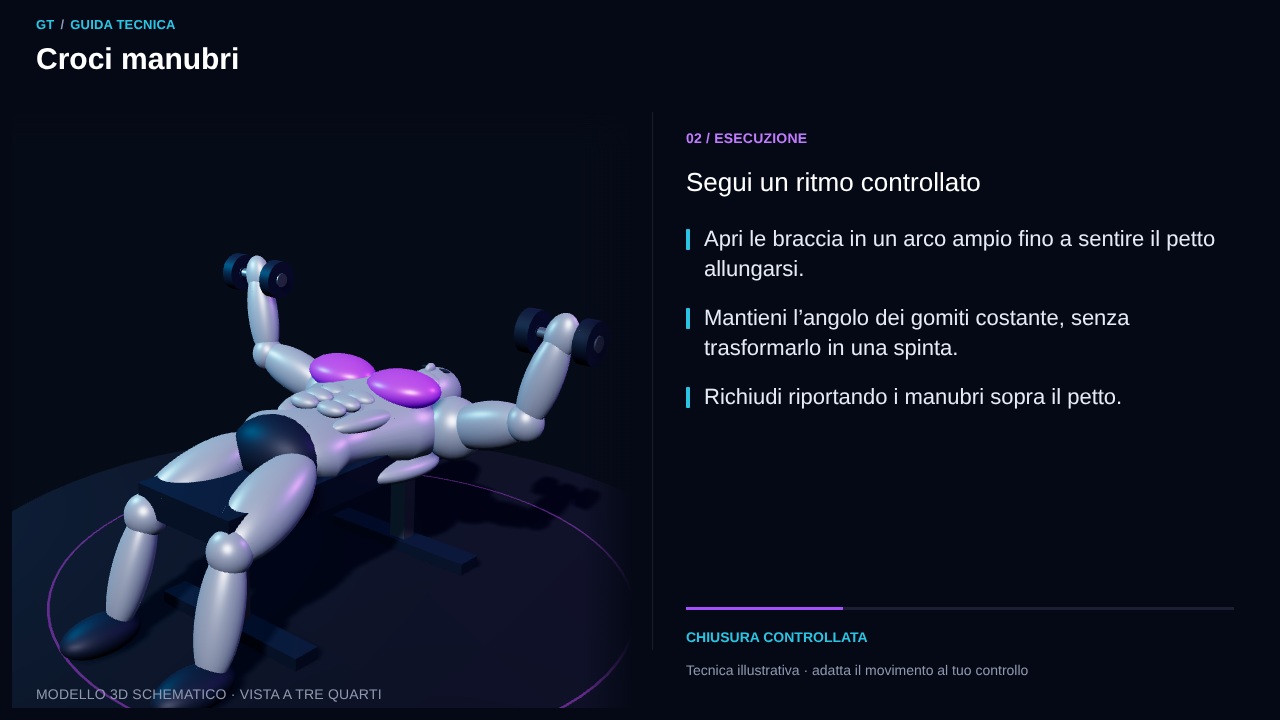 GT / GUIDA TECNICA
Croci manubri
02 / ESECUZIONE
Segui un ritmo controllato
Apri le braccia in un arco ampio fino a sentire il petto
allungarsi.
Mantieni l’angolo dei gomiti costante, senza
trasformarlo in una spinta.
Richiudi riportando i manubri sopra il petto.
CHIUSURA CONTROLLATA
Tecnica illustrativa · adatta il movimento al tuo controllo
MODELLO 3D SCHEMATICO · VISTA A TRE QUARTI